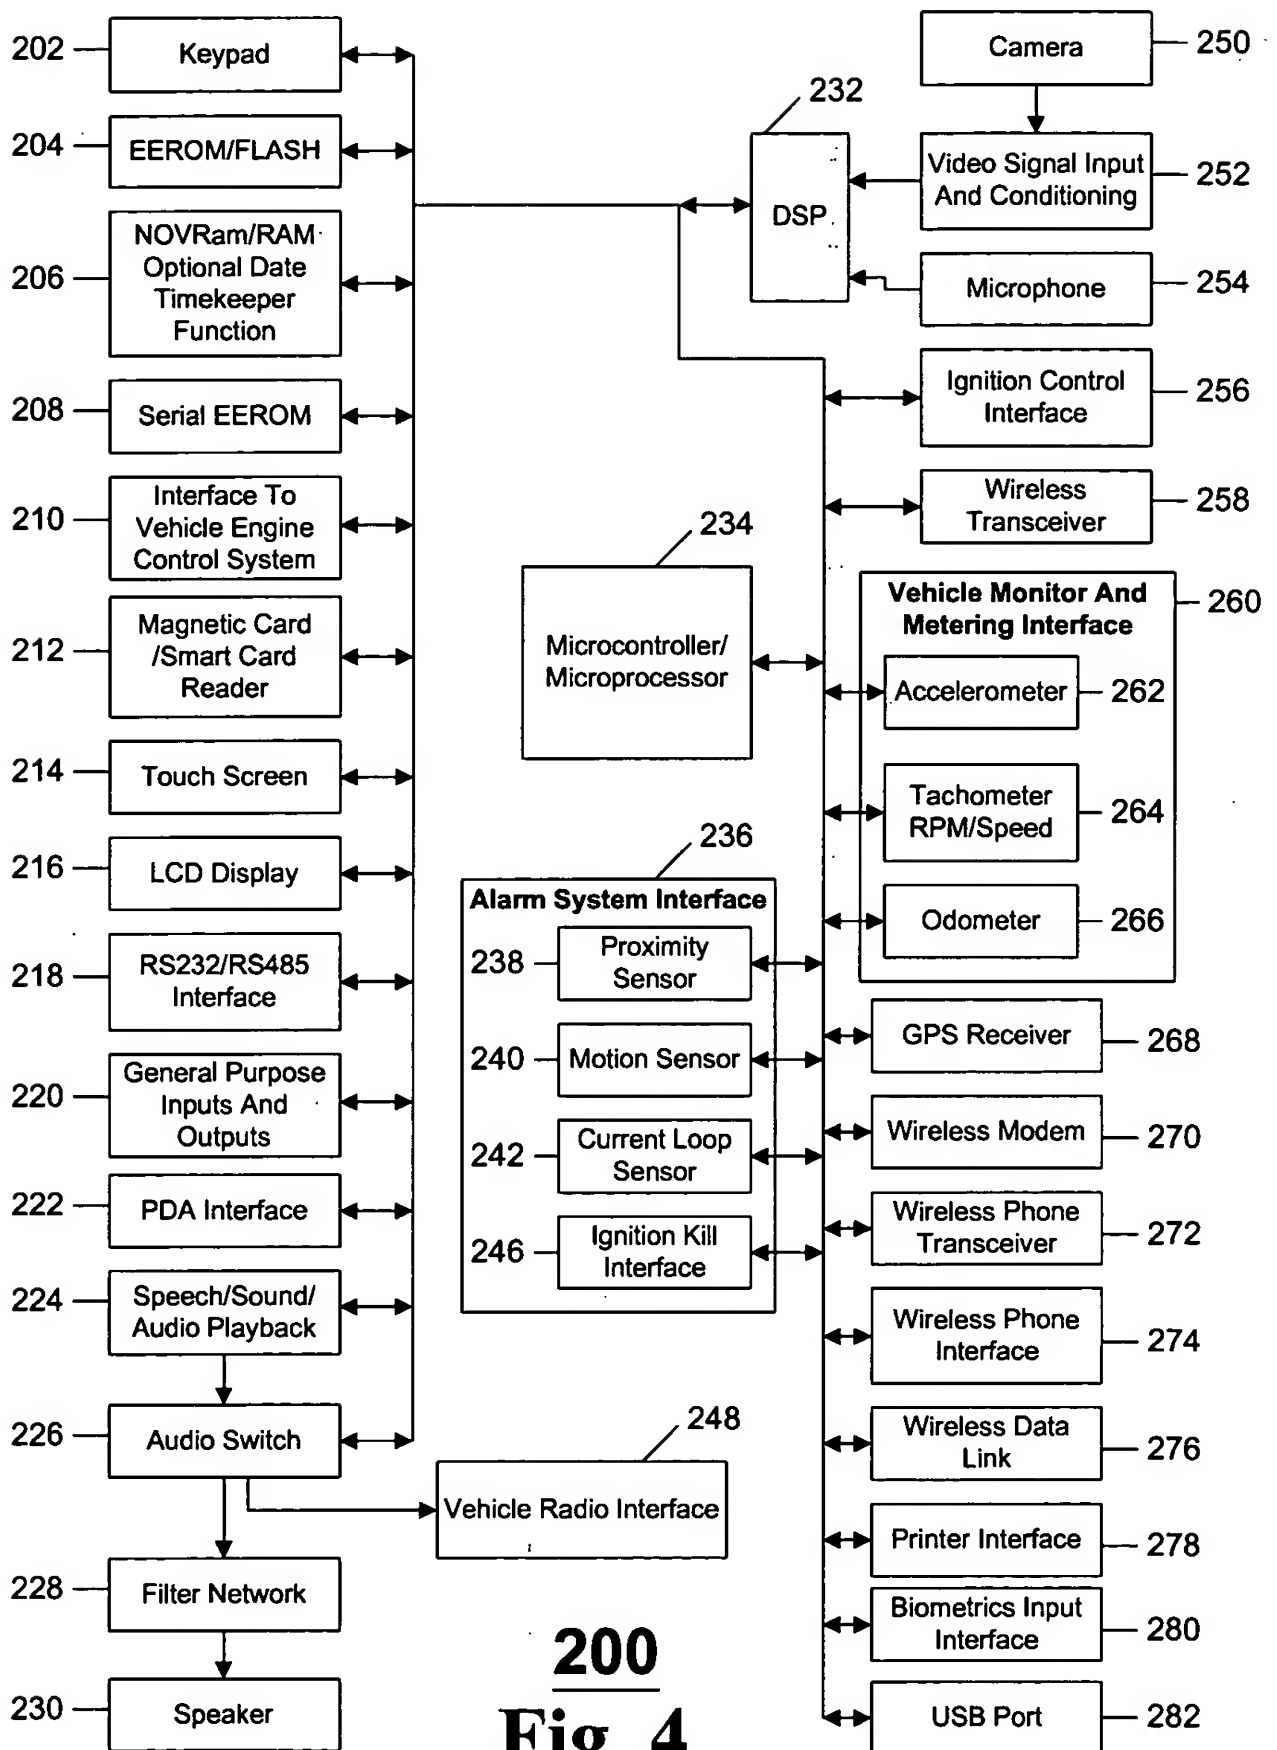 202
Keypad
204
EEROM/FLASH
206
NOVRam/RAM
Optional Date
Timekeeper
Function
208
Serial EEROM
210
Interface To
Vehicle Engine
Control System
212
Magnetic Card
/Smart Card
Reader
214
Touch Screen
216
LCD Display
218
RS232/RS485
Interface
220
General Purpose
Inputs And
Outputs
222
PDA Interface
224
Speech/Sound/
Audio Playback
226
Audio Switch
228
Filter Network
230
Speaker
232
DSP
234
Microcontroller/
Microprocessor
236
Alarm System Interface
238
Proximity
Sensor
240
Motion Sensor
242
Current Loop
Sensor
246
Ignition Kill
Interface
248
Vehicle Radio Interface
Camera
250
Video Signal Input
And Conditioning
252
Microphone
254
Ignition Control
Interface
256
Wireless
Transceiver
258
Vehicle Monitor And
Metering Interface
260
Accelerometer
262
Tachometer
RPM/Speed
264
Odometer
266
GPS Receiver
268
Wireless Modem
270
Wireless Phone
Transceiver
272
Wireless Phone
Interface
274
Wireless Data
Link
276
Printer Interface
278
Biometrics Input
Interface
280
USB Port
282
200
Fig 4